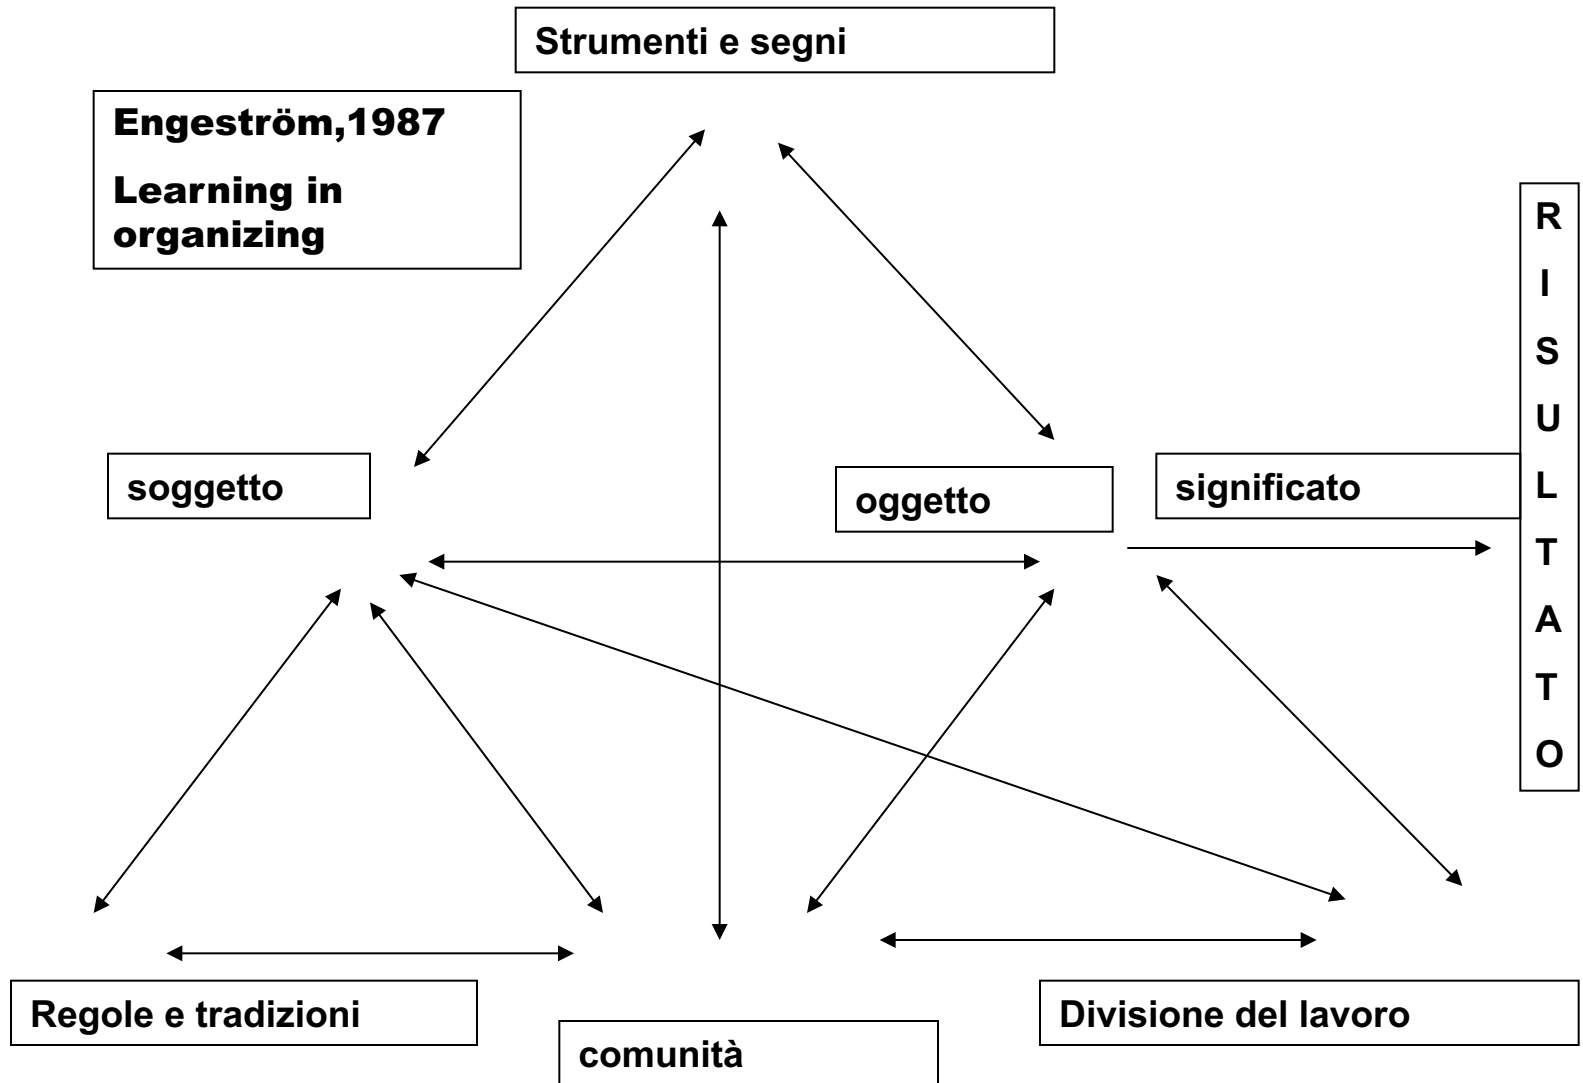 Strumenti e segni
Engeström,1987
Learning in
organizing
soggetto
oggetto
significato
R
I
S
U
L
T
A
T
O
Regole e tradizioni
comunità
Divisione del lavoro